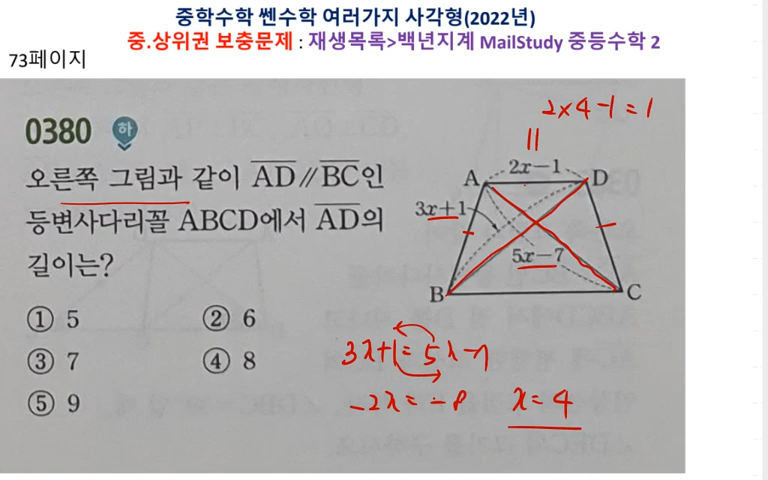 중학수학 쎈수학 여러가지 사각형(2022년)
중.상위권 보충문제 : 재생목록>백년지계 MailStudy 중등수학 2
73페이지
2x4-1=1
0380 하
오른쪽 그림과 같이 AD∥BC인
등변사다리꼴 ABCD에서 AD의
길이는?
① 5 ② 6
③ 7 ④ 8
⑤ 9
A 2x-1 D
3x+1
5x-7
B C
3x+1=5x-7
-2x=-8 x=4